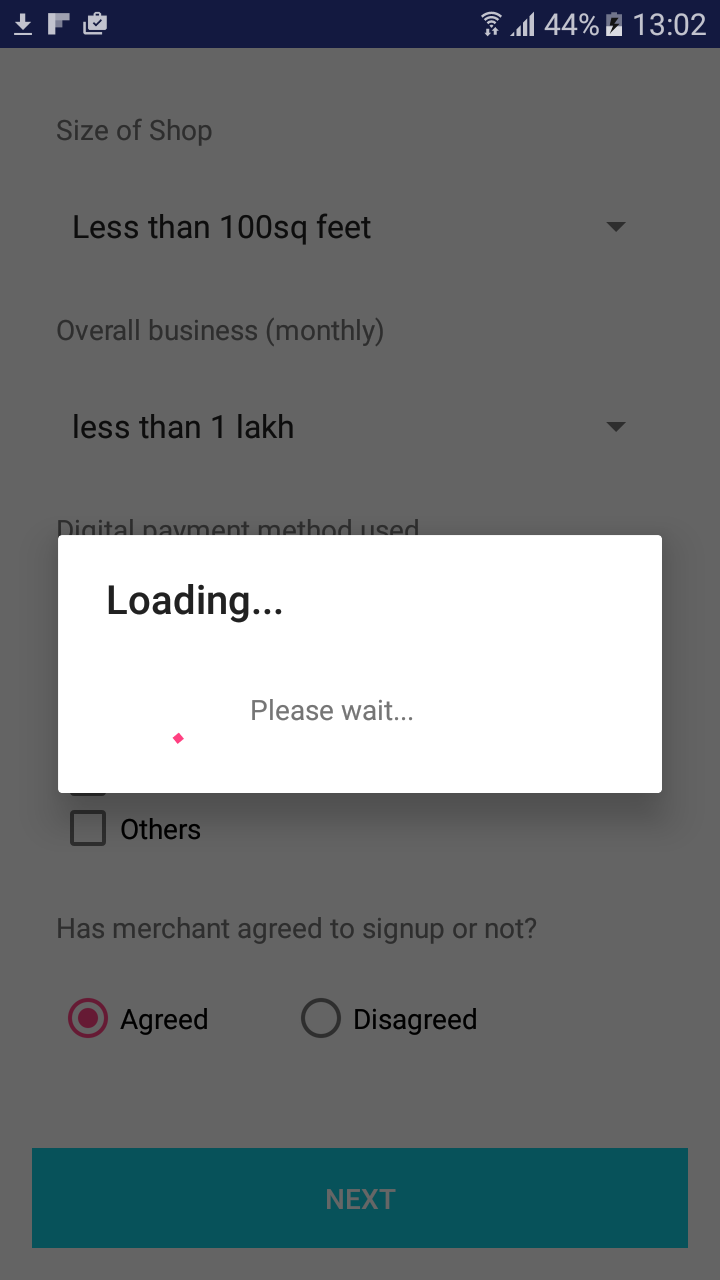 44% 13:02
Size of Shop
Less than 100sq feet
Overall business (monthly)
less than 1 lakh
Digital payment method used
Loading...
Please wait...
Others
Has merchant agreed to signup or not?
Agreed Disagreed
NEXT